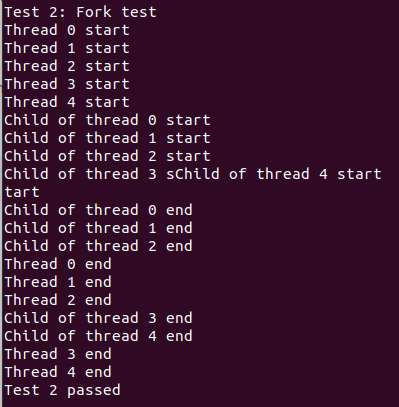 Test 2: Fork test
Thread 0 start
Thread 1 start
Thread 2 start
Thread 3 start
Thread 4 start
Child of thread 0 start
Child of thread 1 start
Child of thread 2 start
Child of thread 3 sChild of thread 4 start
tart
Child of thread 0 end
Child of thread 1 end
Child of thread 2 end
Thread 0 end
Thread 1 end
Thread 2 end
Child of thread 3 end
Child of thread 4 end
Thread 3 end
Thread 4 end
Test 2 passed